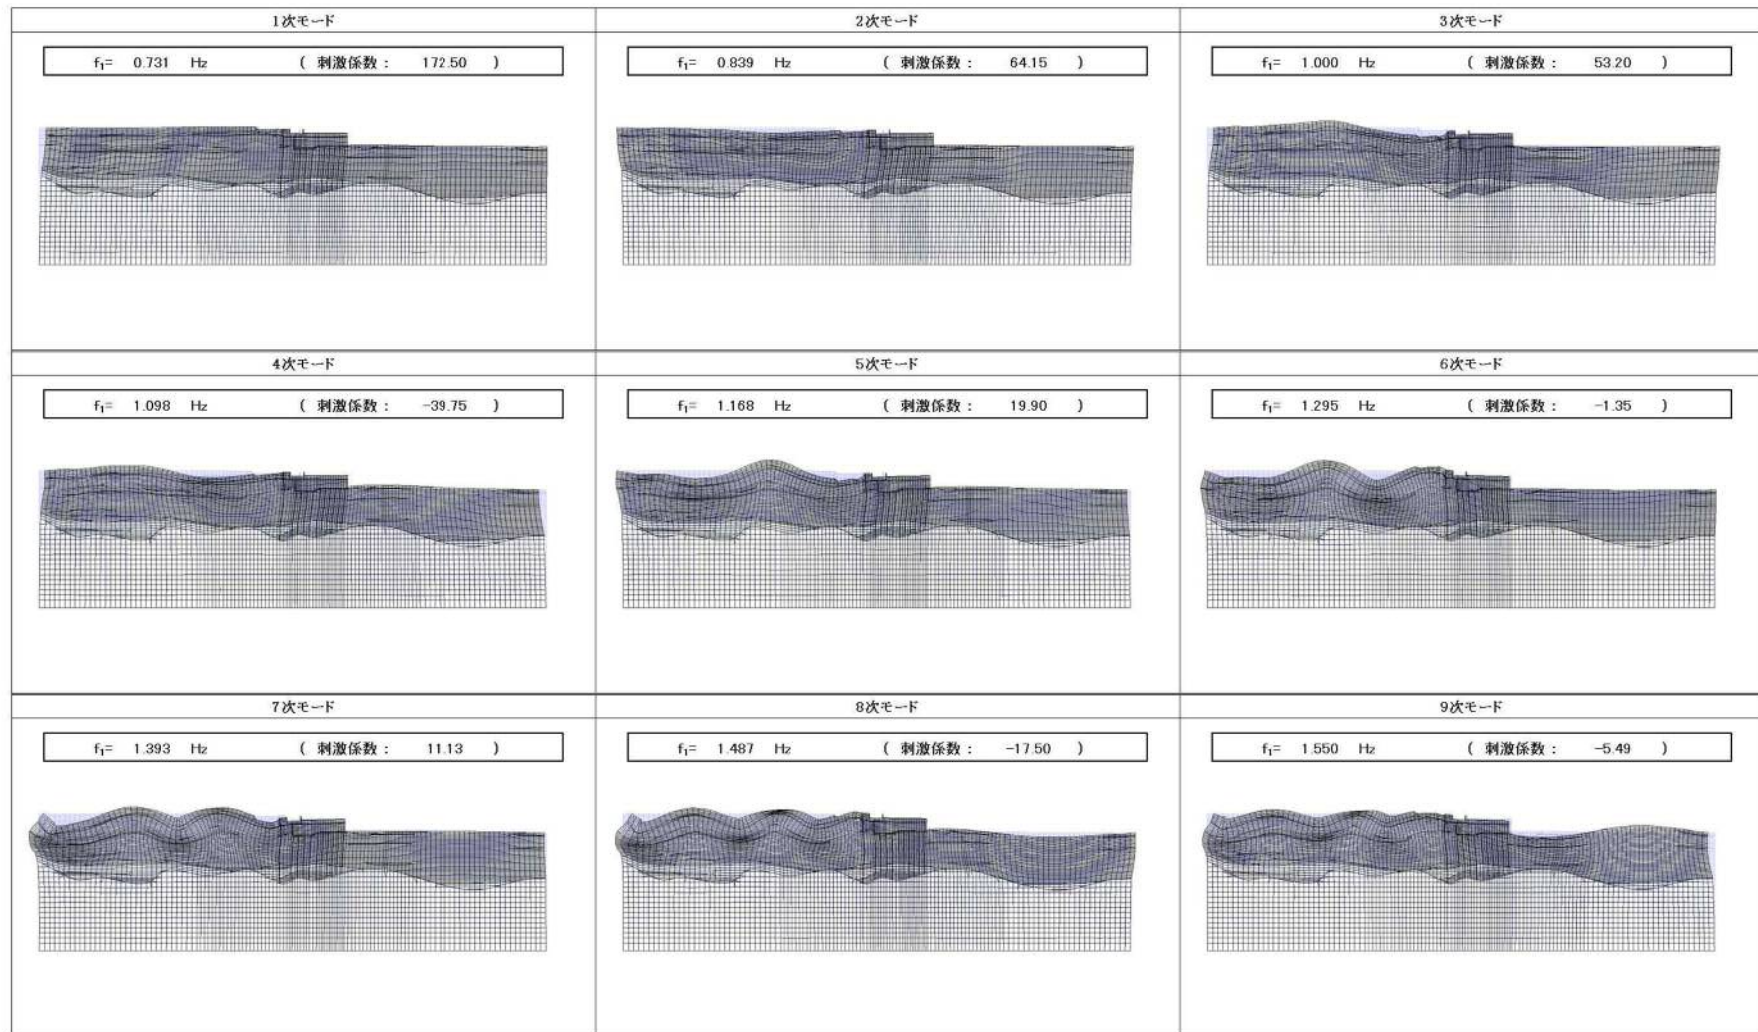 1次モード 2次モード 3次モード
f₁= 0.731 Hz ( 刺激係数 : 172.50 ) f₁= 0.839 Hz ( 刺激係数 : 64.15 ) f₁= 1.000 Hz ( 刺激係数 : 53.20 )
4次モード 5次モード 6次モード
f₁= 1.098 Hz ( 刺激係数 : -39.75 ) f₁= 1.168 Hz ( 刺激係数 : 19.90 ) f₁= 1.295 Hz ( 刺激係数 : -1.35 )
7次モード 8次モード 9次モード
f₁= 1.393 Hz ( 刺激係数 : 11.13 ) f₁= 1.487 Hz ( 刺激係数 : -17.50 ) f₁= 1.550 Hz ( 刺激係数 : -5.49 )